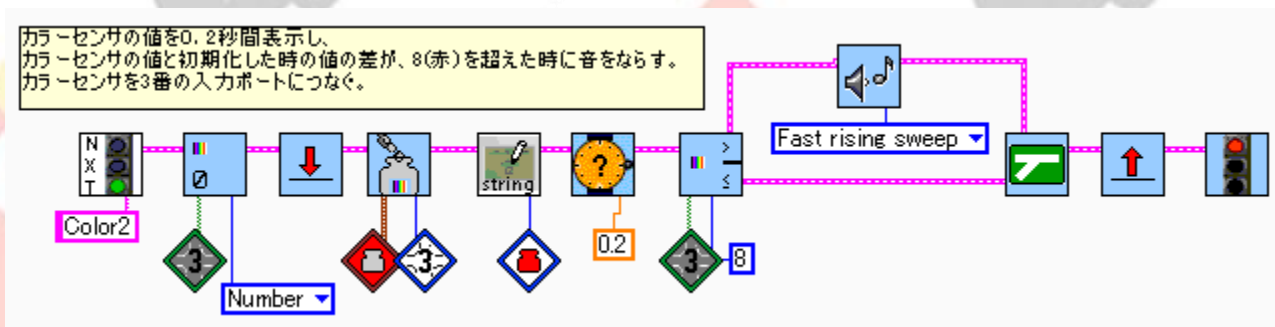 カラーセンサの値を0.2秒間表示し、
カラーセンサの値と初期化した時の値の差が、8(赤)を超えた時に音をならす。
カラーセンサを3番の入力ポートにつなぐ。
N
X
T
0
string
?
>
≤
Fast rising sweep
Color2
3
3
0.2
3
8
Number